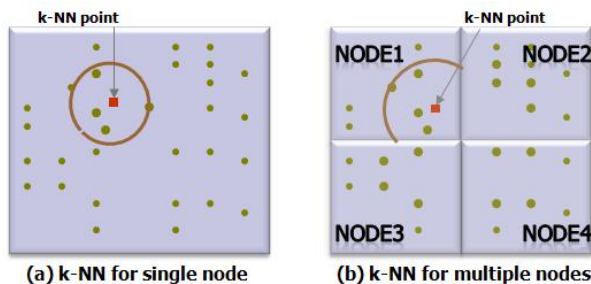 k-NN point
k-NN point
NODE1
NODE2
NODE3
NODE4
(a) k-NN for single node
(b) k-NN for multiple nodes